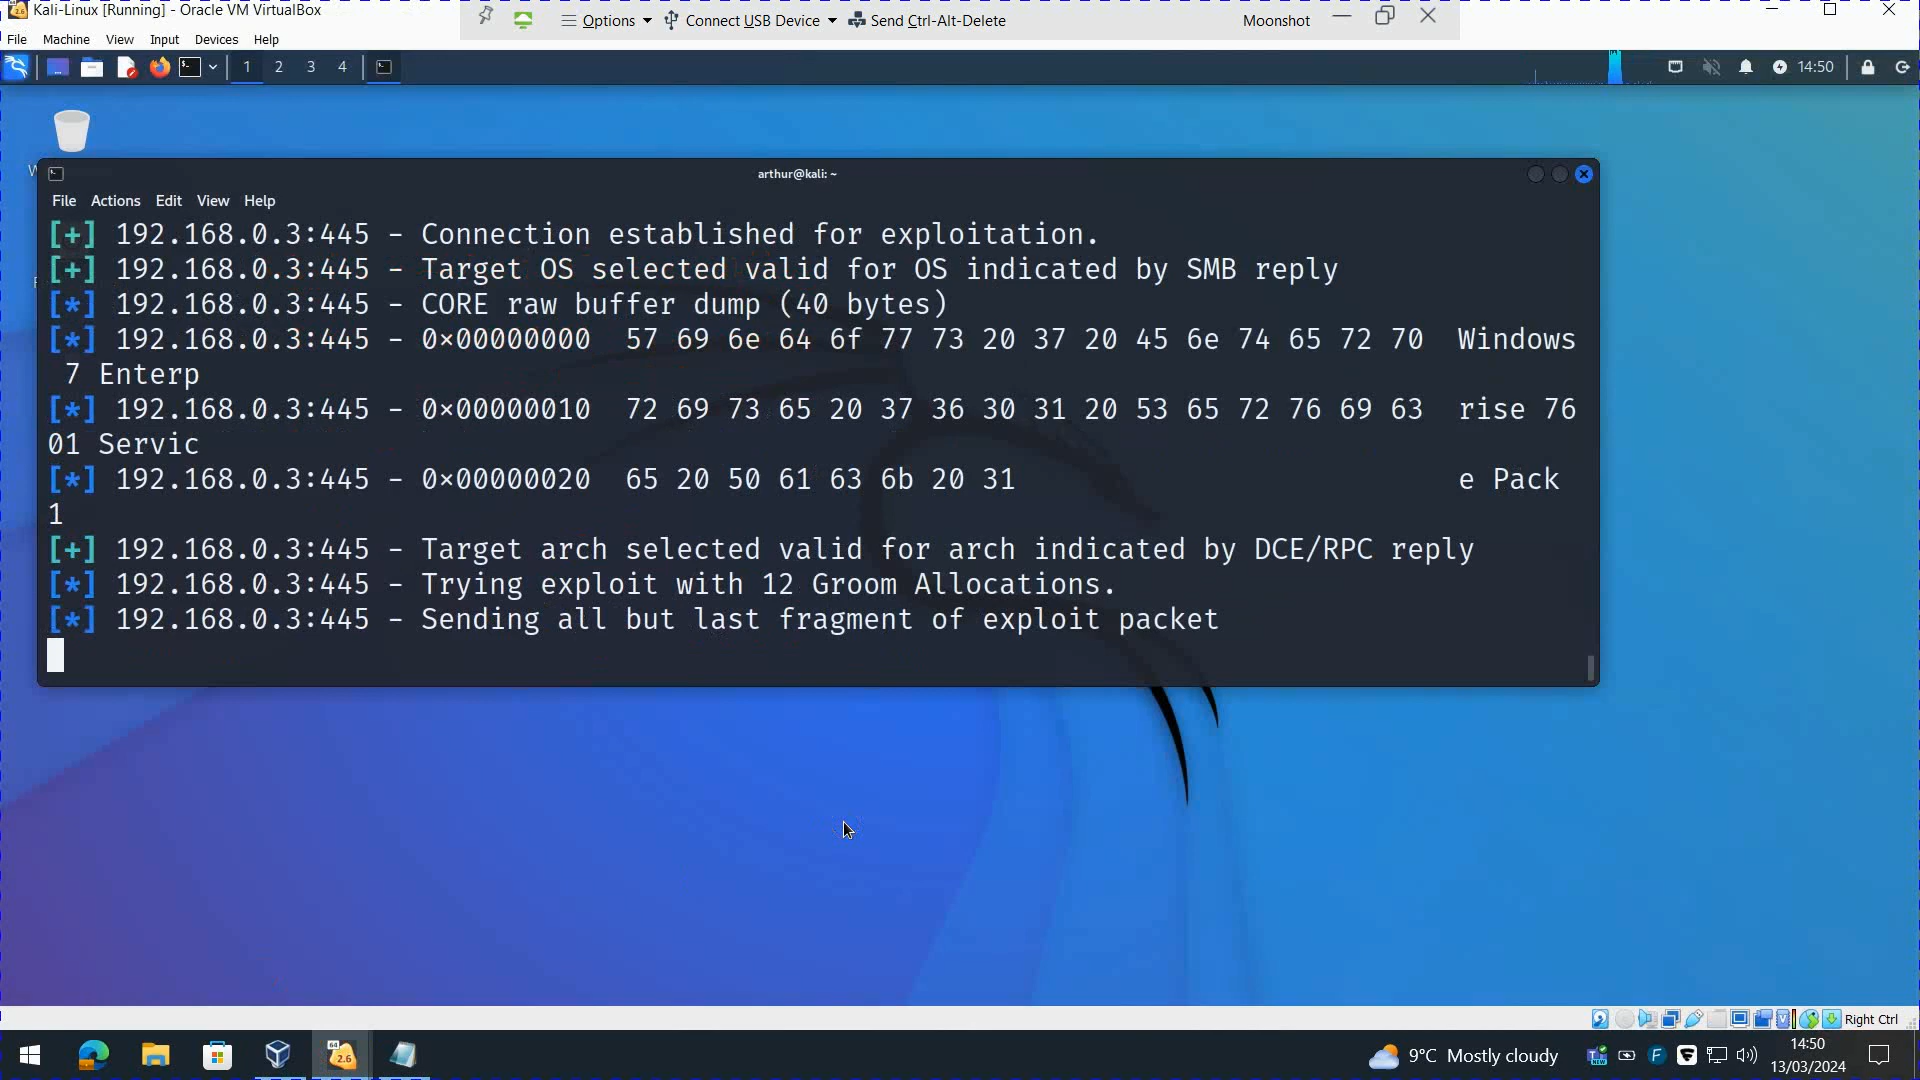 Kali-Linux [Running] - Oracle VM VirtualBox
Options
Connect USB Device
Send Ctrl-Alt-Delete
Moonshot
File Machine View Input Devices Help
1 2 3 4
14:50
arthur@kali: ~
File Actions Edit View Help
[+] 192.168.0.3:445 - Connection established for exploitation.
[+] 192.168.0.3:445 - Target OS selected valid for OS indicated by SMB reply
[*] 192.168.0.3:445 - CORE raw buffer dump (40 bytes)
[*] 192.168.0.3:445 - 0x00000000  57 69 6e 64 6f 77 73 20 37 20 45 6e 74 65 72 70  Windows
 7 Enterp
[*] 192.168.0.3:445 - 0x00000010  72 69 73 65 20 37 36 30 31 20 53 65 72 76 69 63  rise 76
01 Servic
[*] 192.168.0.3:445 - 0x00000020  65 20 50 61 63 6b 20 31                          e Pack
1
[+] 192.168.0.3:445 - Target arch selected valid for arch indicated by DCE/RPC reply
[*] 192.168.0.3:445 - Trying exploit with 12 Groom Allocations.
[*] 192.168.0.3:445 - Sending all but last fragment of exploit packet
Right Ctrl
64
2.6
9°C Mostly cloudy
14:50
13/03/2024